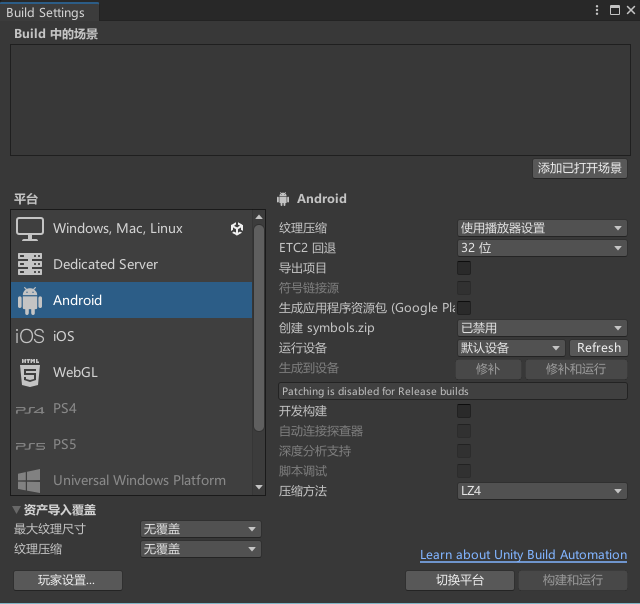 Build Settings
Build 中的场景
添加已打开场景
平台
Windows, Mac, Linux
Dedicated Server
Android
iOS iOS
HTML
WebGL
PS4 PS4
PS5 PS5
Universal Windows Platform
Android
纹理压缩 使用播放器设置
ETC2 回退 32 位
导出项目
符号链接源
生成应用程序资源包 (Google Pla
创建 symbols.zip 已禁用
运行设备 默认设备 Refresh
生成到设备 修补 修补和运行
Patching is disabled for Release builds
开发构建
自动连接探查器
深度分析支持
脚本调试
压缩方法 LZ4
资产导入覆盖
最大纹理尺寸 无覆盖
纹理压缩 无覆盖
Learn about Unity Build Automation
玩家设置... 切换平台 构建和运行